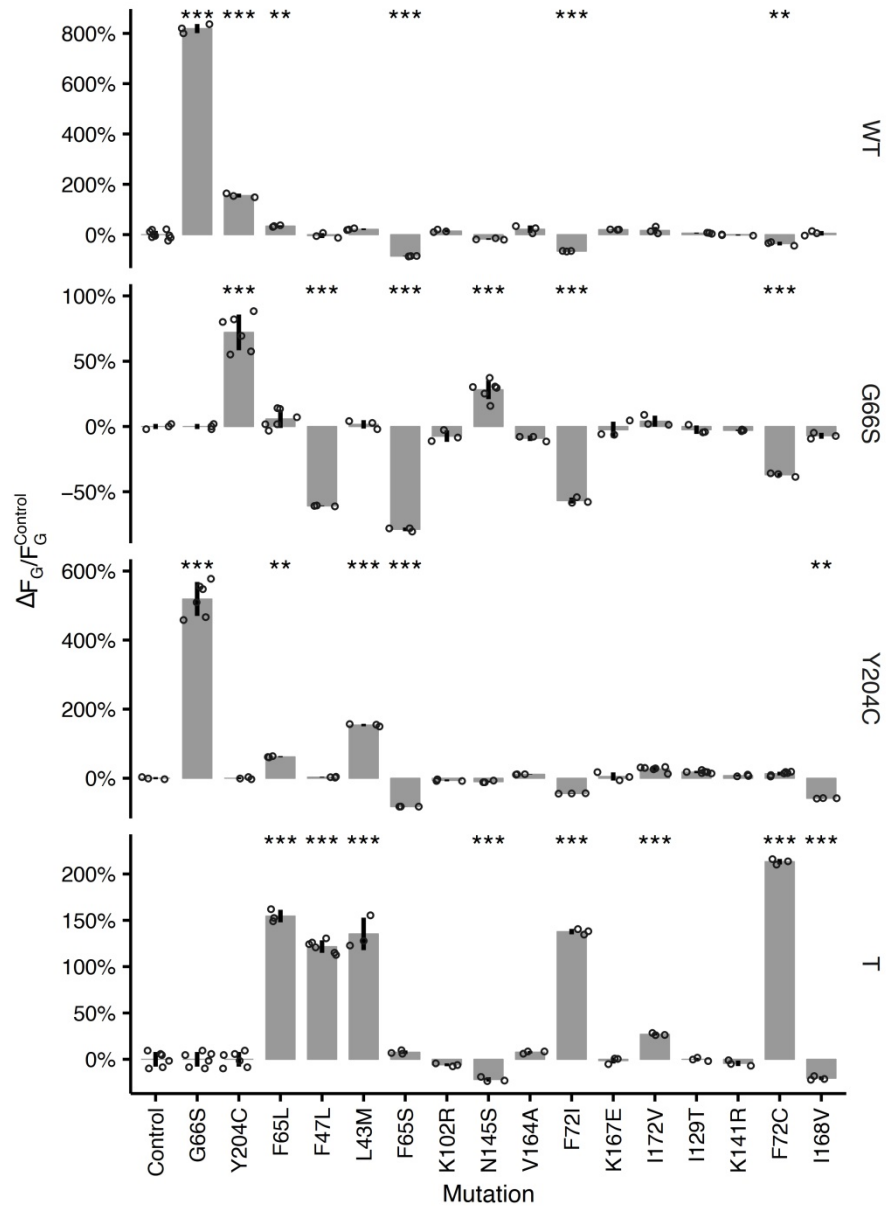 *** *** ** *** *** **
800%
600%
400%
200%
0%
WT
*** *** *** *** *** ***
100%
50%
0%
−50%
G66S
*** ** *** *** **
600%
400%
200%
0%
Y204C
*** *** *** *** *** *** *** ***
200%
150%
100%
50%
0%
T
ΔF_G/F_G^Control
Control G66S Y204C F65L F47L L43M F65S K102R N145S V164A F72I K167E I172V I129T K141R F72C I168V
Mutation